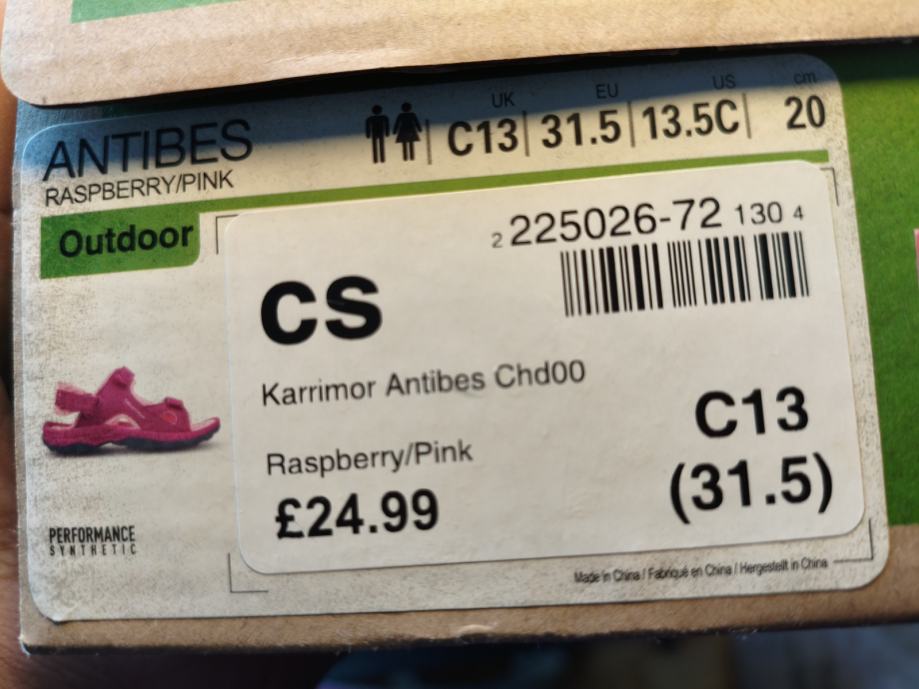 ANTIBES
RASPBERRY/PINK
UK EU US cm
C13 31.5 13.5C 20
Outdoor
2 225026-72 130 4
CS
Karrimor Antibes Chd00
C13
Raspberry/Pink
(31.5)
£24.99
PERFORMANCE
SYNTHETIC
Made in China / Fabriqué en China / Hergestellt in China